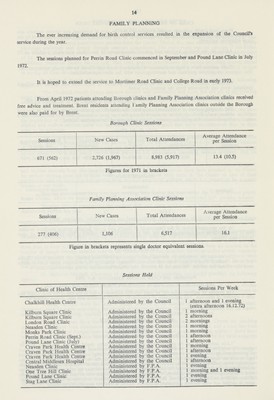 14
FAMILY PLANNING
The ever increasing demand for birth control services resulted in the expansion of the Council's
service during the year.
The sessions planned for Perrin Road Clinic commenced in September and Pound Lane Clinic in July
1972.
It is hoped to extend the service to Mortimer Road Clinic and College Road in early 1973.
From April 1972 patients attending Borough clinics and Family Planning Association clinics received
free advice and treatment. Brent residents attending Family Planning Association clinics outside the Borough
were also paid for by Brent.
Borough Clinic Sessions
Sessions New Cases Total Attendances Average Attendance per Session
671 (562) 2,726 (1,967) 8,983 (5,917) 13.4 (10.5)
Figures for 1971 in brackets
Family Planning Association Clinic Sessions
Sessions New Cases Total Attendances Average Attendance per Session
277 (406) 1,206 6,517 16.1
Figure in brackets represents single doctor equivalent sessions.
Sessions Held
Clinic of Health Centre Sessions Per Week
Chalkhill Health Centre Administered by the Council 1 afternoons and 1 evening
(extra afternoons 14.12.72)
Kilburn Square Clinic Administered by the Council 1 morning
Kilburn Square Clinic Administered by the Council 2 afternoons
London Road Clinic Administered by the Council 2 mornings
Neasden Clinic Administered by the Council 1 morning
Monks Park Clinic Administered by the Council 1 morning
Perrin Road Clinic (Sept.) Administered by the Council 1 afternoon
Pound Lane Clinic (July) Administered by the Council 1 afternoon
Craven Park Health Centre Administered by the Council 1 morning
Craven Park Health Centre Administered by the Council 1 afternoon
Craven Park Health Centre Administered by the Council 1 evening
Central Middlesex Hospital Administered by the Council 1 afternoon
Neasden Clinic Administered by F.P.A. 1 evening
One Tree Hill Clinic Administered by F.P.A. 1 morning and 1 evening
Pound Lane Clinic Administered by F.P.A. 1 evening
Stag Lane Clinic Administered by F.P.A. 1 evening